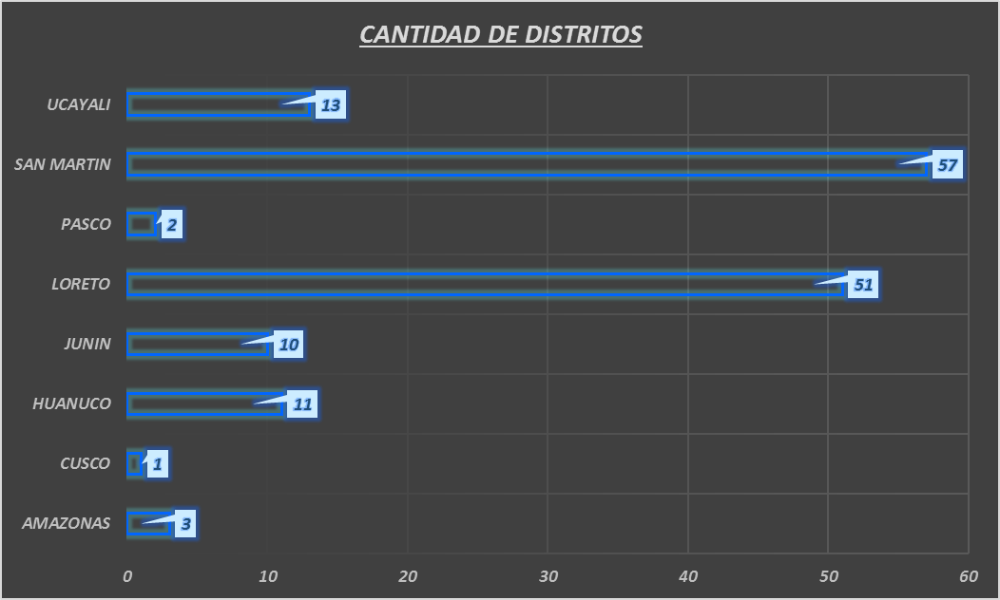 CANTIDAD DE DISTRITOS
UCAYALI 13
SAN MARTIN 57
PASCO 2
LORETO 51
JUNIN 10
HUANUCO 11
CUSCO 1
AMAZONAS 3
0 10 20 30 40 50 60